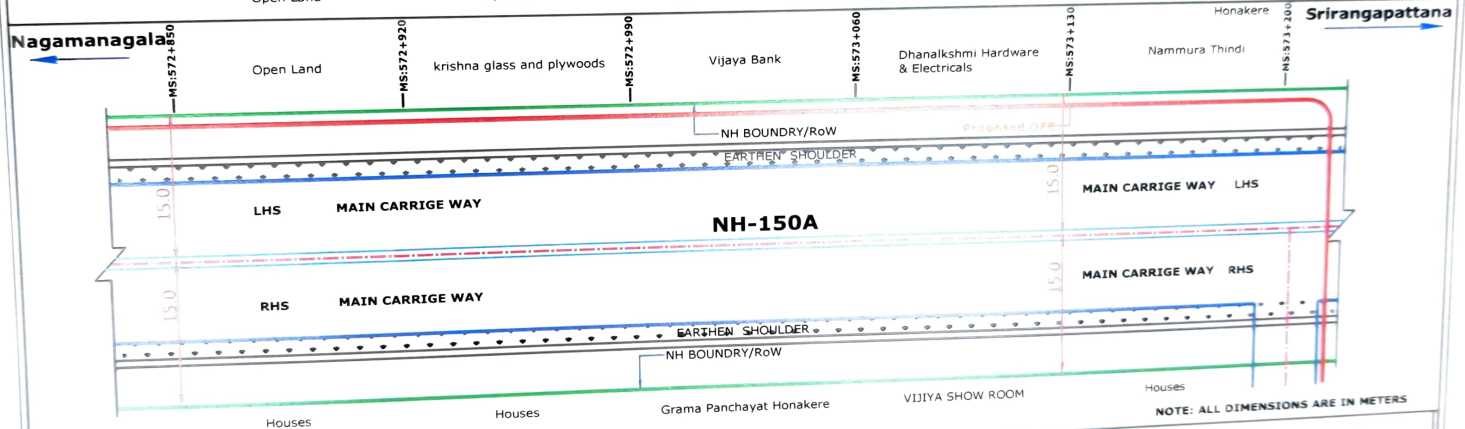 Open Land
Nagamanagala
MS:572+850
MS:572+920
MS:572+990
MS:573+060
MS:573+130
MS:573+200
Honakere
Srirangapattana
Open Land
krishna glass and plywoods
Vijaya Bank
Dhanalkshmi Hardware
& Electricals
Nammura Thindi
NH BOUNDRY/RoW
Proposed OFC
EARTHEN SHOULDER
15.0
15.0
LHS MAIN CARRIGE WAY
MAIN CARRIGE WAY LHS
NH-150A
15.0
15.0
RHS MAIN CARRIGE WAY
MAIN CARRIGE WAY RHS
EARTHEN SHOULDER
NH BOUNDRY/RoW
Houses
Houses
Grama Panchayat Honakere
VIJIYA SHOW ROOM
Houses
NOTE: ALL DIMENSIONS ARE IN METERS